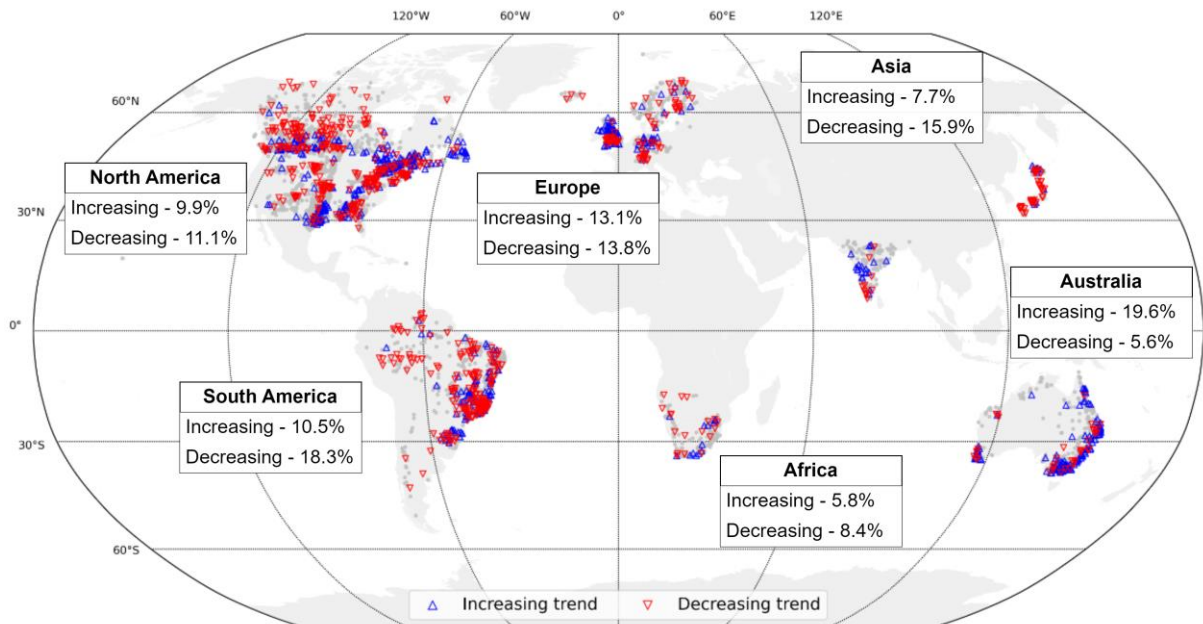 120°W 60°W 0° 60°E 120°E
60°N
30°N
0°
30°S
60°S
Asia
Increasing - 7.7%
Decreasing - 15.9%
North America
Increasing - 9.9%
Decreasing - 11.1%
Europe
Increasing - 13.1%
Decreasing - 13.8%
Australia
Increasing - 19.6%
Decreasing - 5.6%
South America
Increasing - 10.5%
Decreasing - 18.3%
Africa
Increasing - 5.8%
Decreasing - 8.4%
Increasing trend Decreasing trend